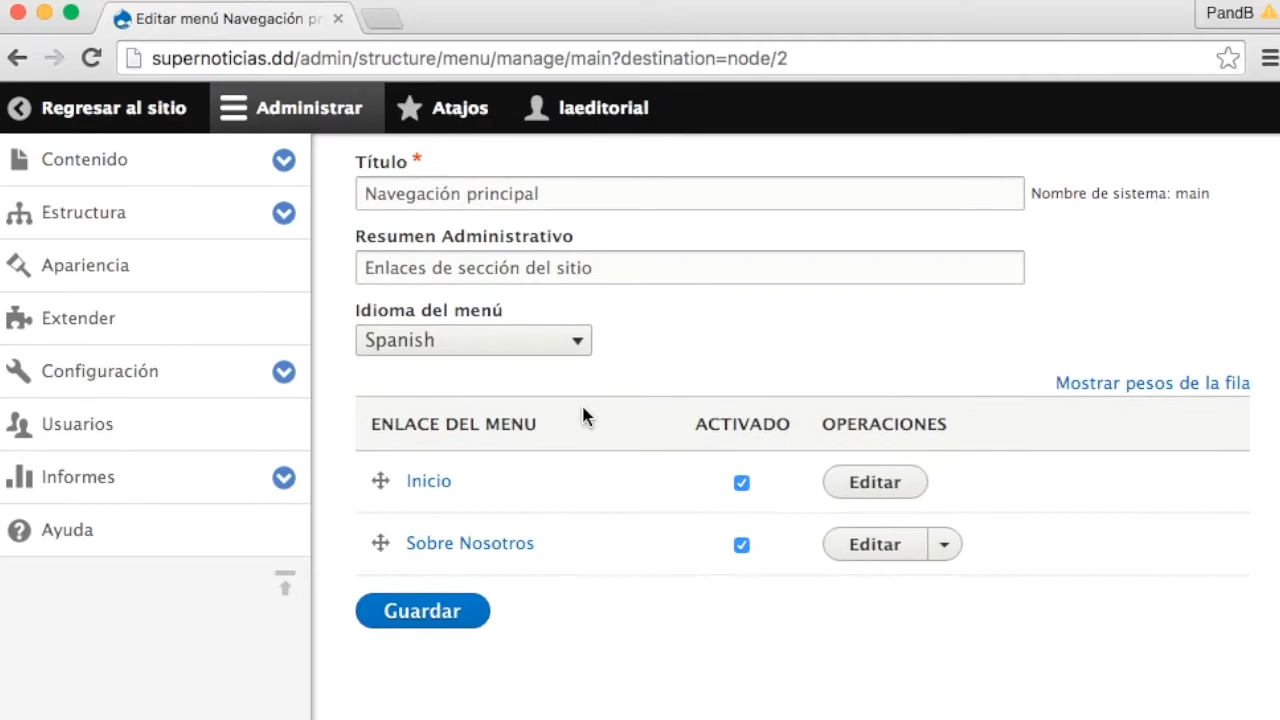 Editar menú Navegación pr
PandB
supernoticias.dd/admin/structure/menu/manage/main?destination=node/2
Regresar al sitio Administrar Atajos laeditorial
Contenido
Estructura
Apariencia
Extender
Configuración
Usuarios
Informes
Ayuda
Título *
Navegación principal
Nombre de sistema: main
Resumen Administrativo
Enlaces de sección del sitio
Idioma del menú
Spanish
Mostrar pesos de la fila
ENLACE DEL MENU ACTIVADO OPERACIONES
Inicio Editar
Sobre Nosotros Editar
Guardar